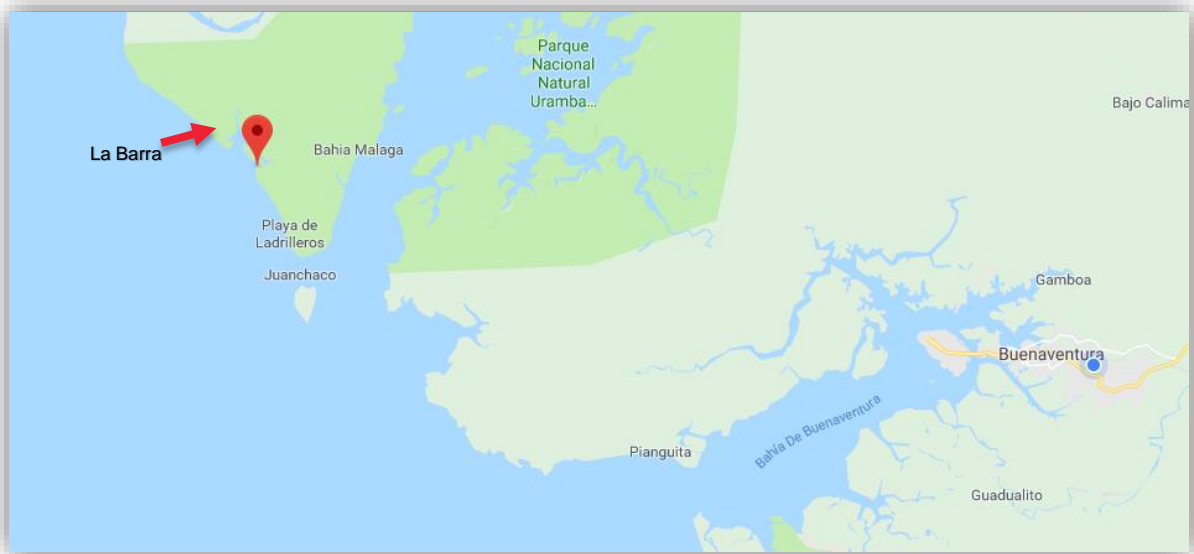 Parque
Nacional
Natural
Uramba...
Bajo Calima
La Barra
Bahia Malaga
Playa de
Ladrilleros
Juanchaco
Gamboa
Buenaventura
Bahía De Buenaventura
Pianguita
Guadualito